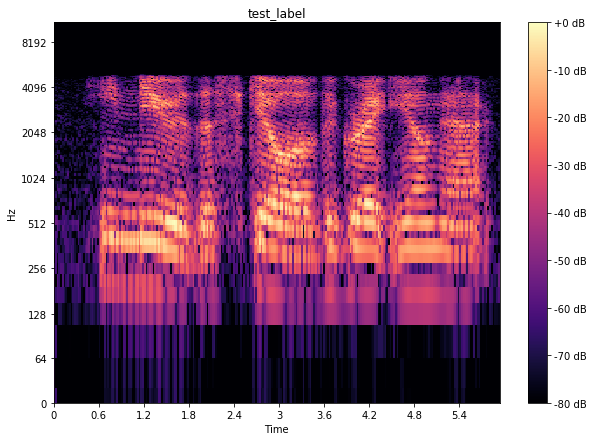 test_label
Hz
8192
4096
2048
1024
512
256
128
64
0
0 0.6 1.2 1.8 2.4 3 3.6 4.2 4.8 5.4
Time
+0 dB
-10 dB
-20 dB
-30 dB
-40 dB
-50 dB
-60 dB
-70 dB
-80 dB